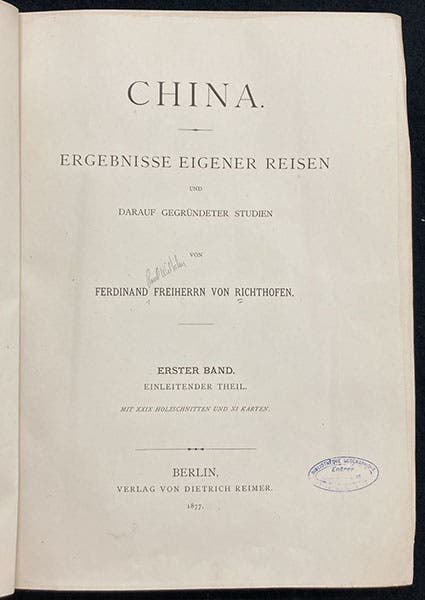 CHINA.
ERGEBNISSE EIGENER REISEN
UND
DARAUF GEGRÜNDETER STUDIEN
VON
FERDINAND FREIHERRN VON RICHTHOFEN.
ERSTER BAND.
EINLEITENDER THEIL.
MIT XXIX HOLZSCHNITTEN UND XI KARTEN.
BERLIN,
VERLAG VON DIETRICH REIMER.
1877.
Entrée